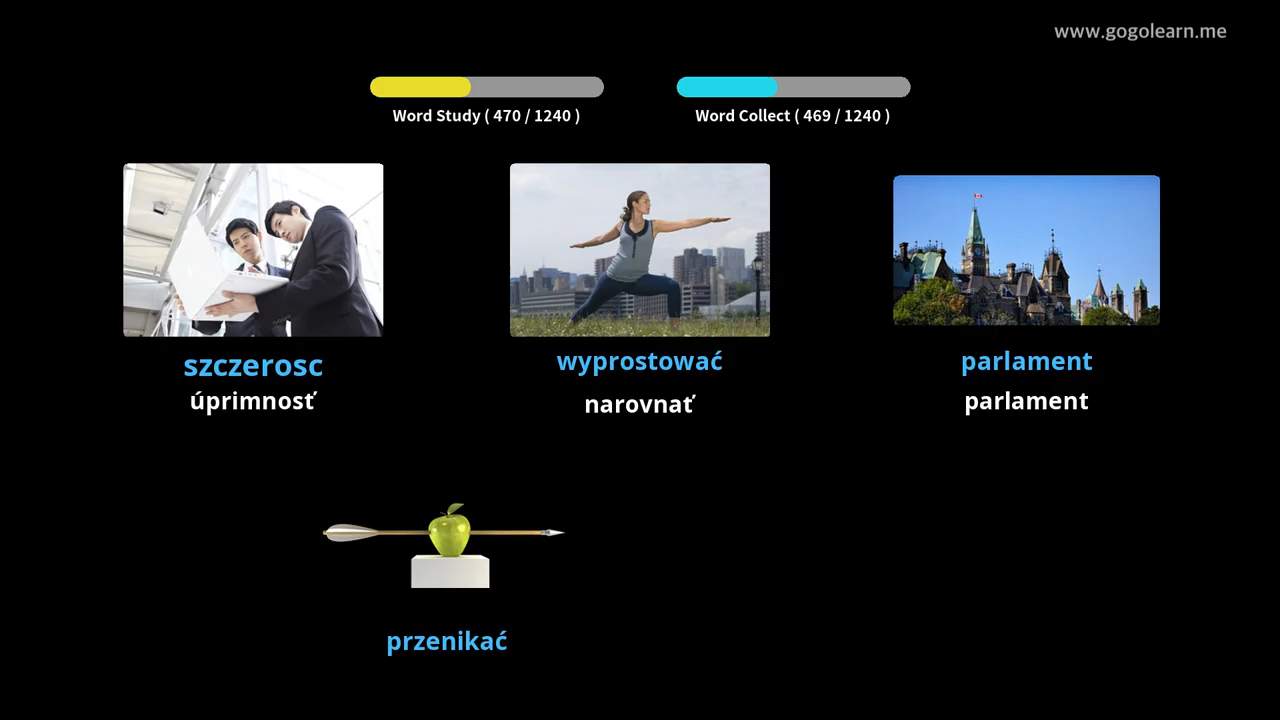 www.gogolearn.me
Word Study ( 470 / 1240 )
Word Collect ( 469 / 1240 )
szczerosc
úprimnosť
wyprostować
narovnať
parlament
parlament
przenikać